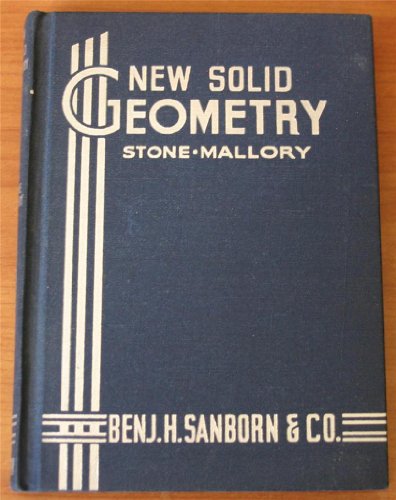 NEW SOLID
GEOMETRY
STONE•MALLORY
BENJ.H.SANBORN & CO.